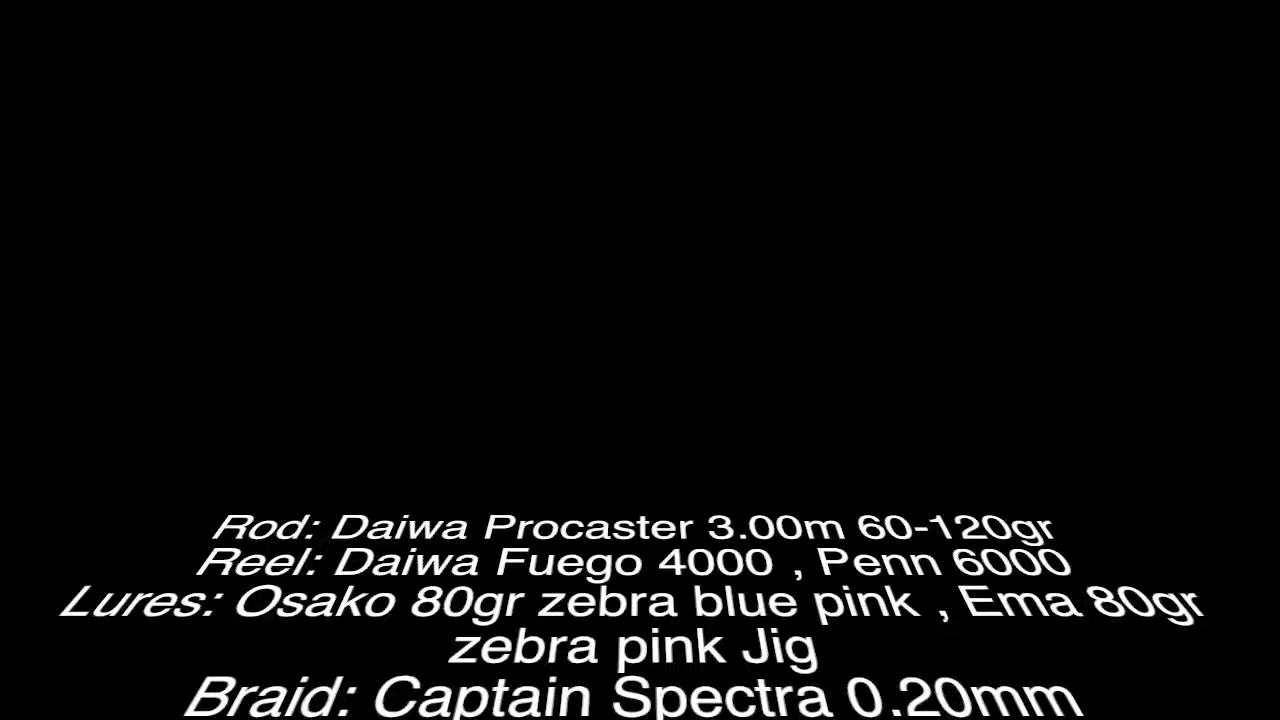 Rod: Daiwa Procaster 3.00m 60-120gr
Reel: Daiwa Fuego 4000 , Penn 6000
Lures: Osako 80gr zebra blue pink , Ema 80gr
zebra pink Jig
Braid: Captain Spectra 0.20mm